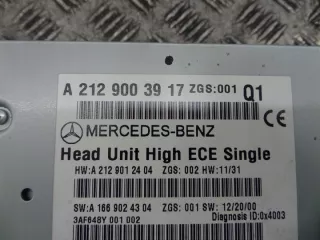 A 212 900 39 17 ZGS:001 Q1
MERCEDES-BENZ
Head Unit High ECE Single
HW:A 212 901 24 04 ZGS: 002 HW:11/31
SW:A 166 902 43 04 ZGS: 001 SW: 12/20/00
3AF648Y 001 002 Diagnosis ID:0x4003